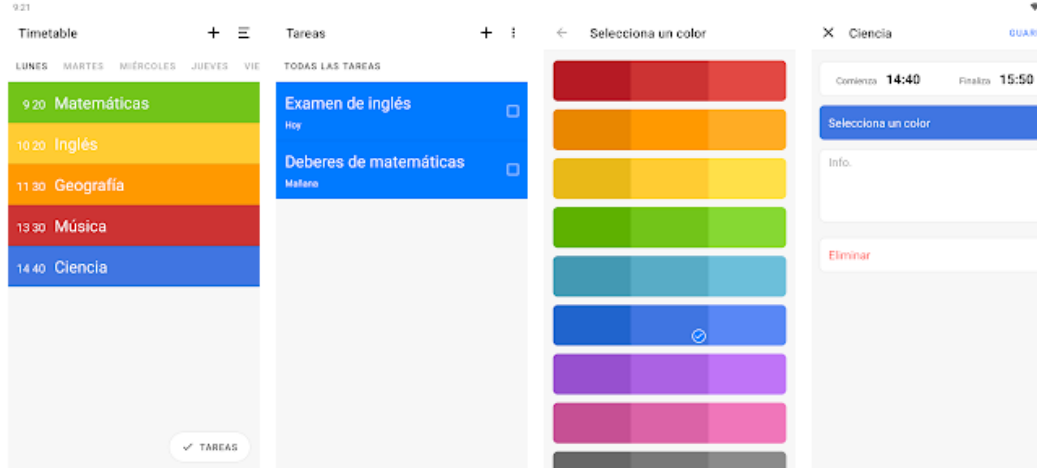 9:21
Timetable
LUNES MARTES MIÉRCOLES JUEVES VIE
9 20 Matemáticas
10 20 Inglés
11 30 Geografía
13 30 Música
14 40 Ciencia
TAREAS
Tareas
TODAS LAS TAREAS
Examen de inglés
Hoy
Deberes de matemáticas
Mañana
Selecciona un color
Ciencia
GUAR
Comienza 14:40 Finaliza 15:50
Selecciona un color
Info.
Eliminar